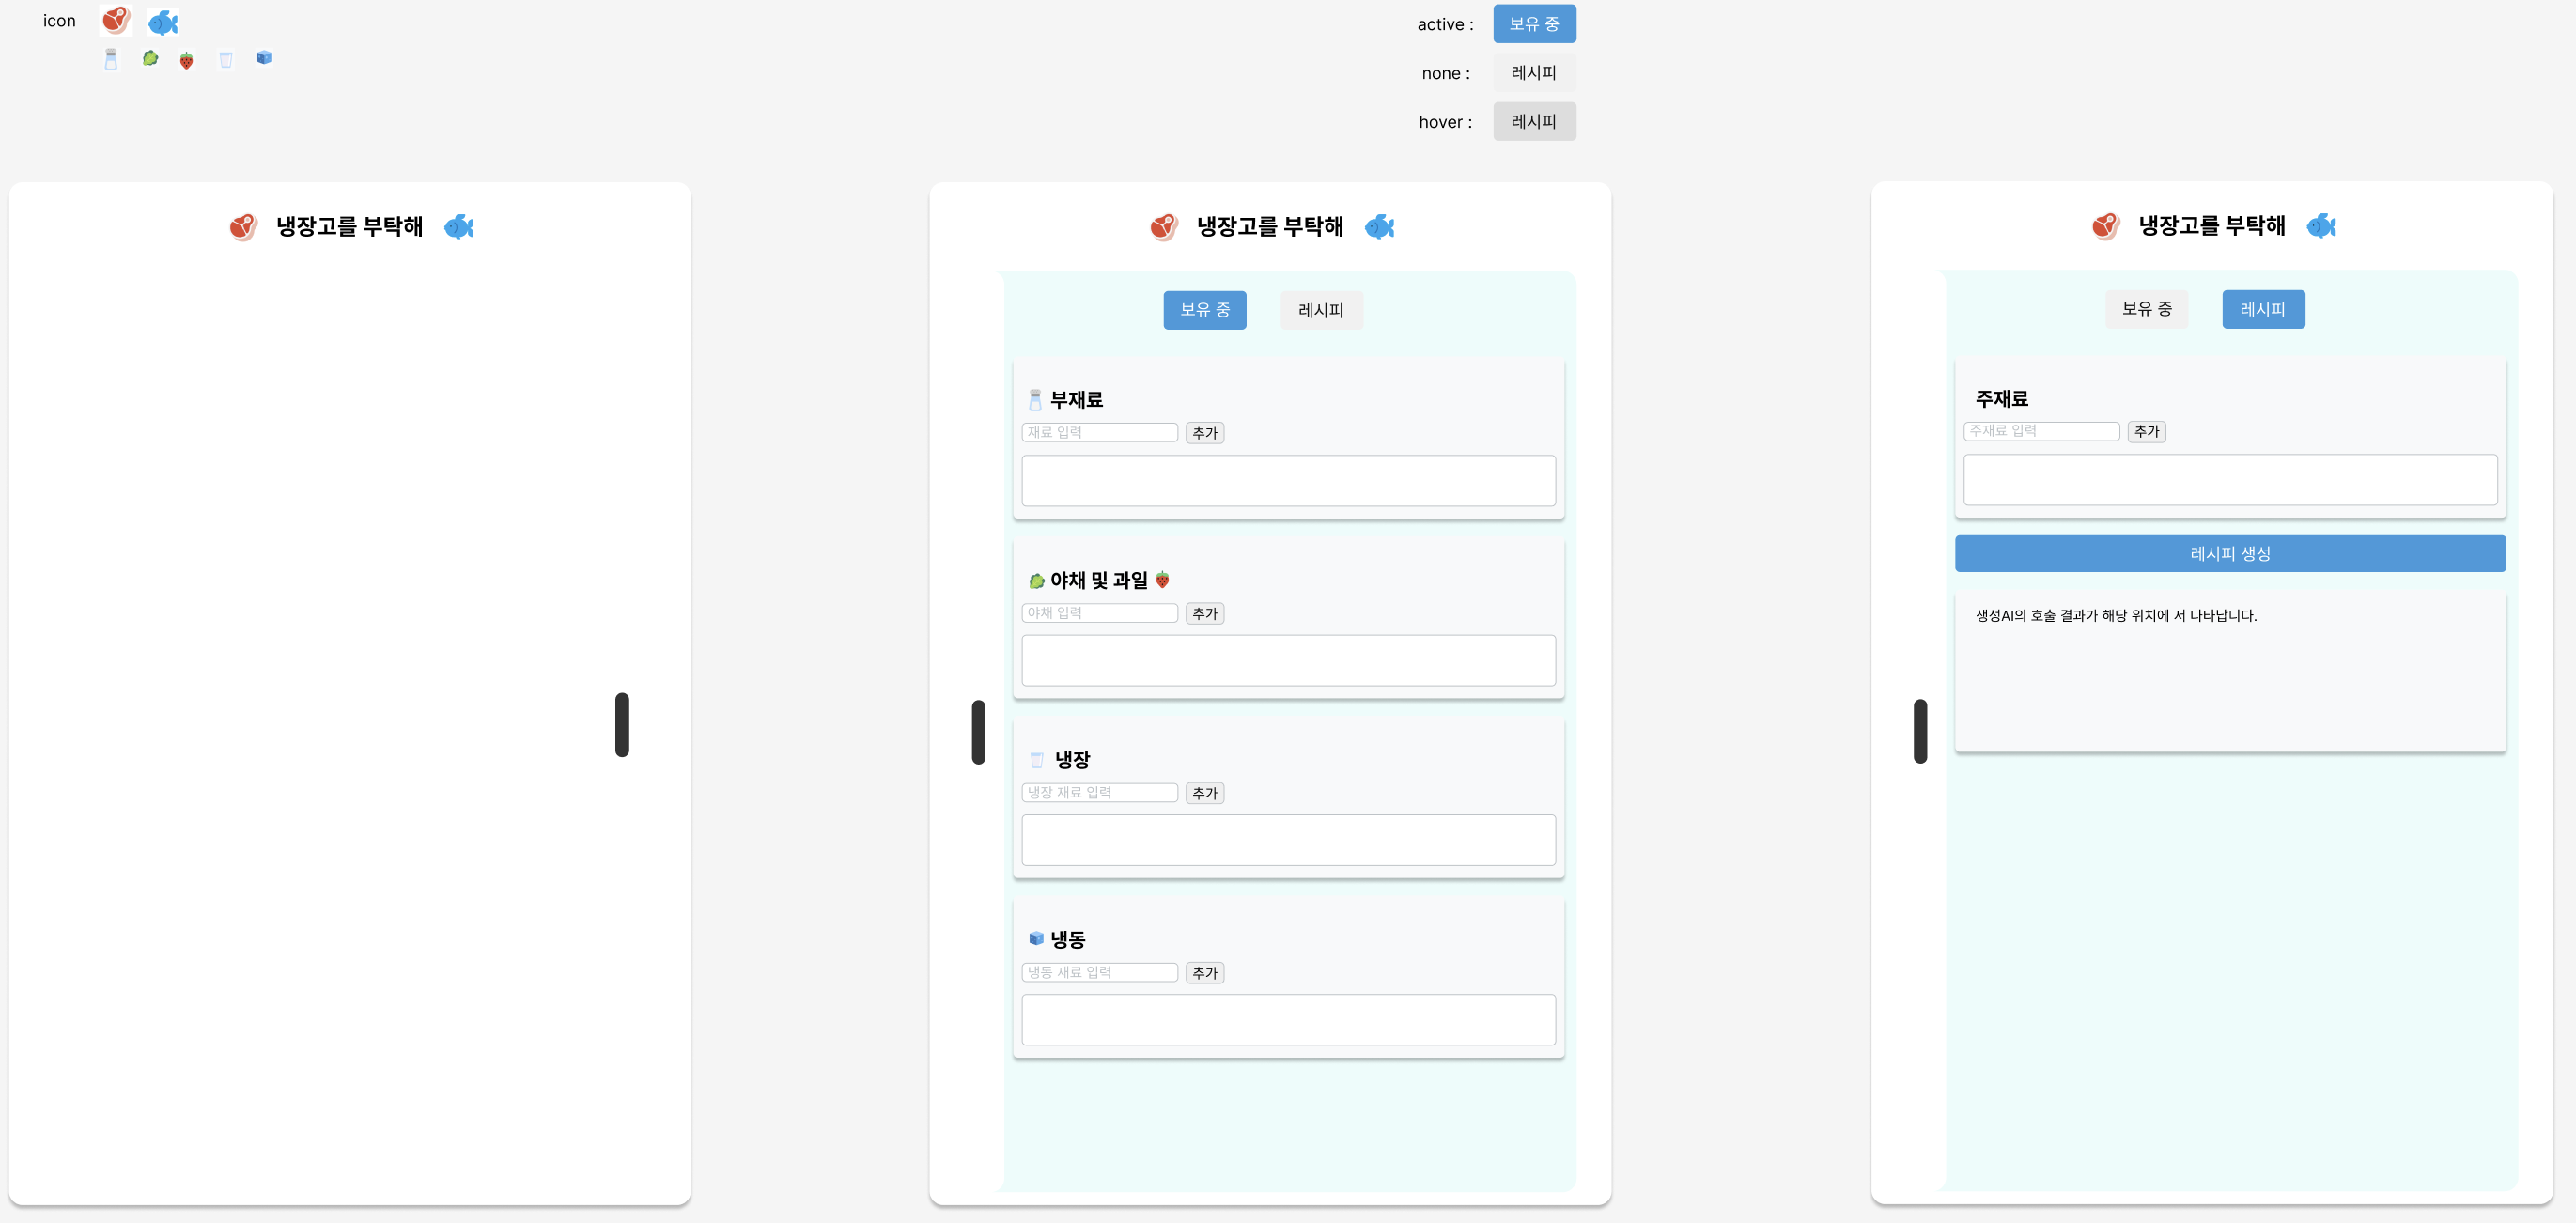 icon
active :
보유 중
none :
레시피
hover :
레시피
냉장고를 부탁해
냉장고를 부탁해
보유 중
레시피
부재료
재료 입력
추가
야채 및 과일
야채 입력
추가
냉장
냉장 재료 입력
추가
냉동
냉동 재료 입력
추가
냉장고를 부탁해
보유 중
레시피
주재료
주재료 입력
추가
레시피 생성
생성AI의 호출 결과가 해당 위치에 서 나타납니다.